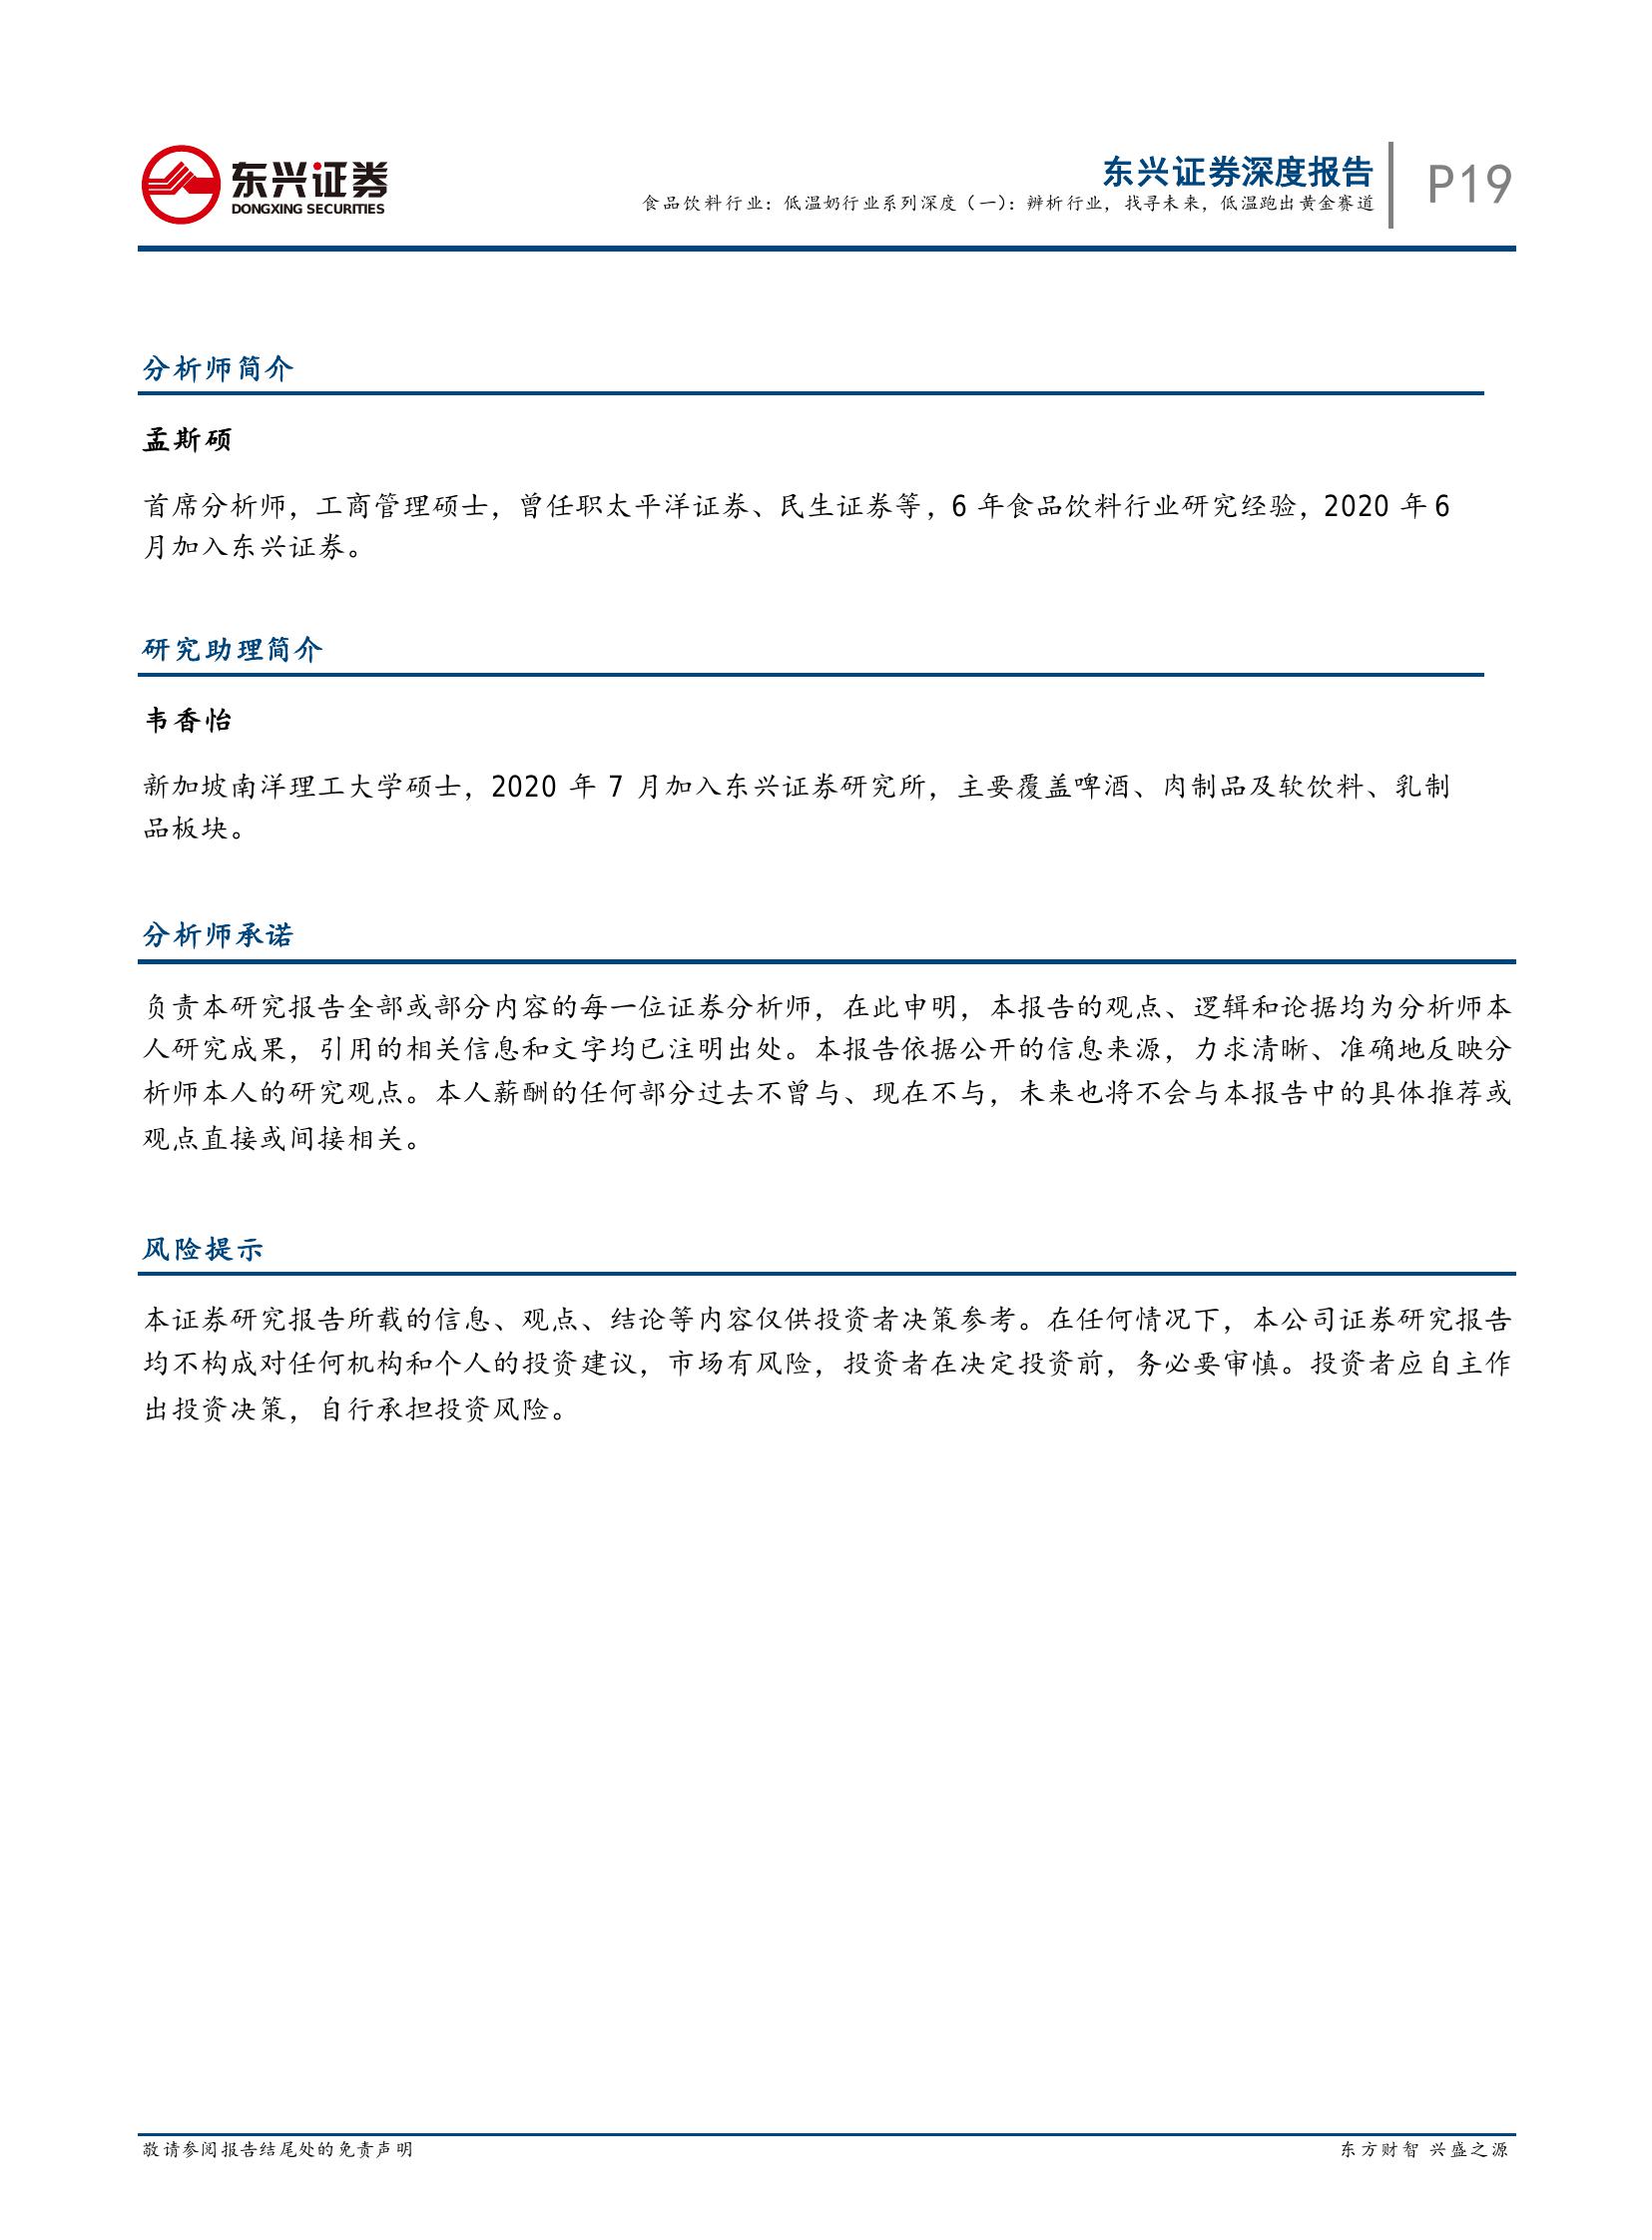 东兴证券
DONGXING SECURITIES
东兴证券深度报告
食品饮料行业：低温奶行业系列深度（一）：辨析行业，找寻未来，低温跑出黄金赛道
P19
分析师简介
孟斯硕
首席分析师，工商管理硕士，曾任职太平洋证券、民生证券等，6 年食品饮料行业研究经验，2020 年 6
月加入东兴证券。
研究助理简介
韦香怡
新加坡南洋理工大学硕士，2020 年 7 月加入东兴证券研究所，主要覆盖啤酒、肉制品及软饮料、乳制
品板块。
分析师承诺
负责本研究报告全部或部分内容的每一位证券分析师，在此申明，本报告的观点、逻辑和论据均为分析师本
人研究成果，引用的相关信息和文字均已注明出处。本报告依据公开的信息来源，力求清晰、准确地反映分
析师本人的研究观点。本人薪酬的任何部分过去不曾与、现在不与，未来也将不会与本报告中的具体推荐或
观点直接或间接相关。
风险提示
本证券研究报告所载的信息、观点、结论等内容仅供投资者决策参考。在任何情况下，本公司证券研究报告
均不构成对任何机构和个人的投资建议，市场有风险，投资者在决定投资前，务必要审慎。投资者应自主作
出投资决策，自行承担投资风险。
敬请参阅报告结尾处的免责声明
东方财智 兴盛之源